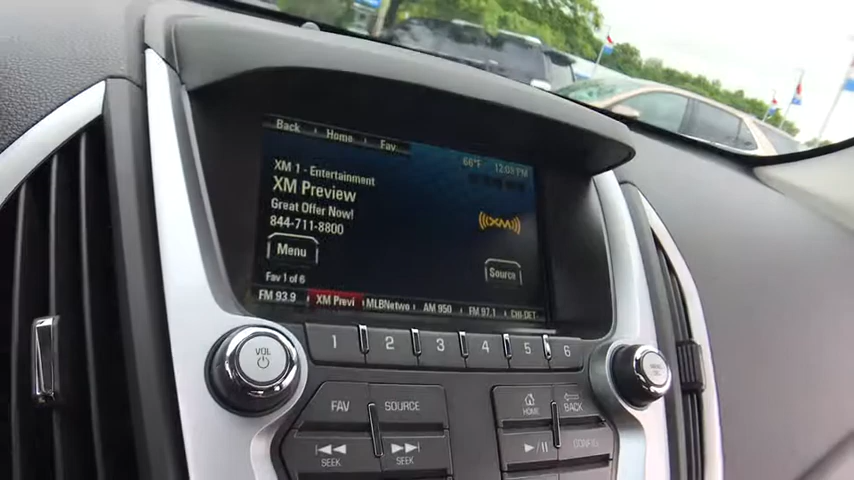 Back Home Fav
66°F 12:03 PM
XM 1 - Entertainment
XM Preview
Great Offer Now!
844-711-8800
((XM))
Menu
Source
Fav 1 of 6
FM 93.9 XM Previ MLBNetwo AM 950 FM 97.1 CHI-DET
1 2 3 4 5 6
VOL
FAV SOURCE
HOME BACK
SEEK SEEK
CONFIG